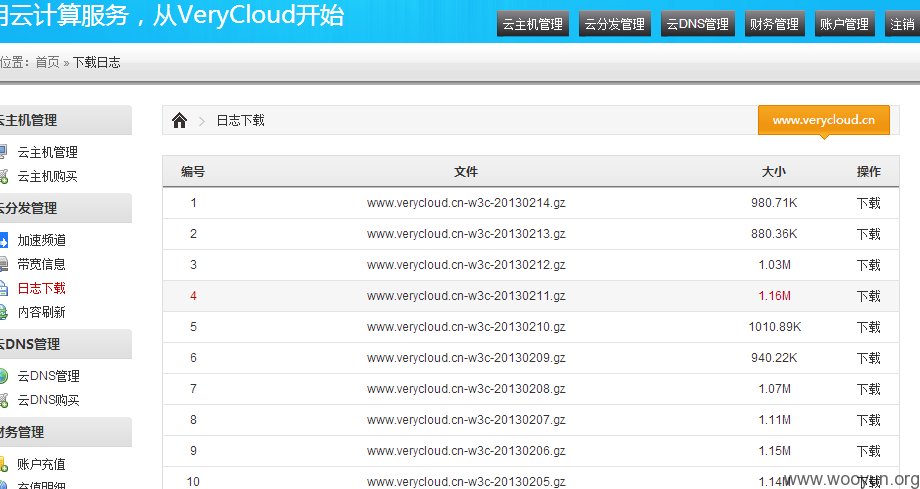 用云计算服务，从VeryCloud开始
云主机管理 云分发管理 云DNS管理 财务管理 账户管理 注销
位置：首页 » 下载日志
云主机管理
云主机管理
云主机购买
云分发管理
加速频道
带宽信息
日志下载
内容刷新
云DNS管理
云DNS管理
云DNS购买
财务管理
账户充值
充值明细
日志下载 www.verycloud.cn
编号 文件 大小 操作
1 www.verycloud.cn-w3c-20130214.gz 980.71K 下载
2 www.verycloud.cn-w3c-20130213.gz 880.36K 下载
3 www.verycloud.cn-w3c-20130212.gz 1.03M 下载
4 www.verycloud.cn-w3c-20130211.gz 1.16M 下载
5 www.verycloud.cn-w3c-20130210.gz 1010.89K 下载
6 www.verycloud.cn-w3c-20130209.gz 940.22K 下载
7 www.verycloud.cn-w3c-20130208.gz 1.07M 下载
8 www.verycloud.cn-w3c-20130207.gz 1.11M 下载
9 www.verycloud.cn-w3c-20130206.gz 1.15M 下载
10 www.verycloud.cn-w3c-20130205.gz 1.14M 下载
www.wooyun.org